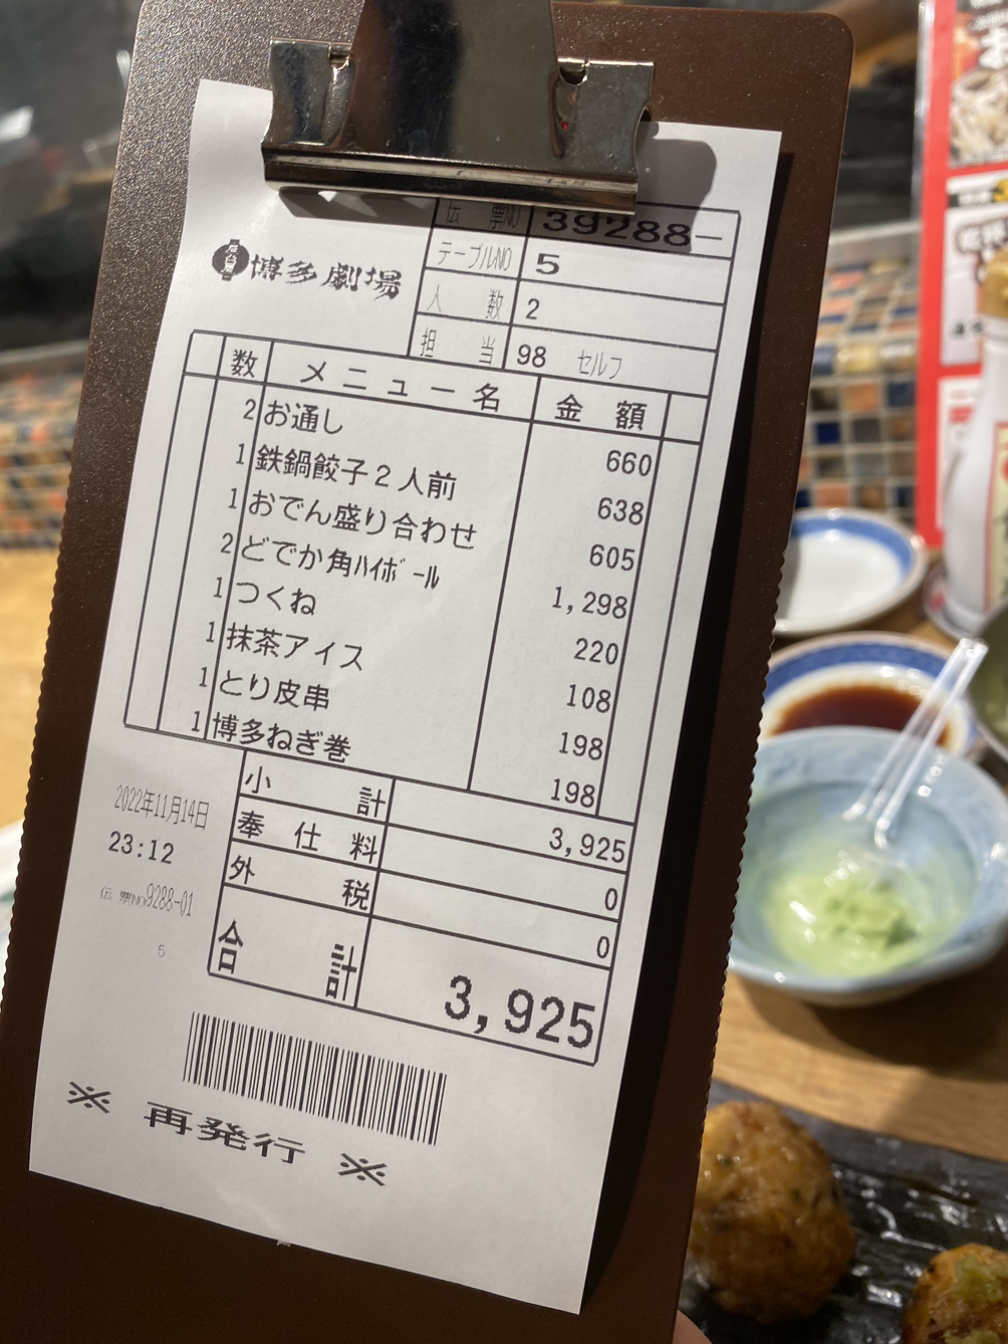 伝票NO 39288-
テーブルNO 5
人数 2
担当 98 セルフ
博多劇場
数 メニュー名 金額
2 お通し 660
1 鉄鍋餃子2人前 638
1 おでん盛り合わせ 605
2 どでか角ハイボール 1,298
1 つくね 220
1 抹茶アイス 108
1 とり皮串 198
1 博多ねぎ巻 198
小計 3,925
奉仕料 0
外税 0
合計 3,925
2022年11月14日
23:12
伝票NO9288-01
5
※ 再発行 ※